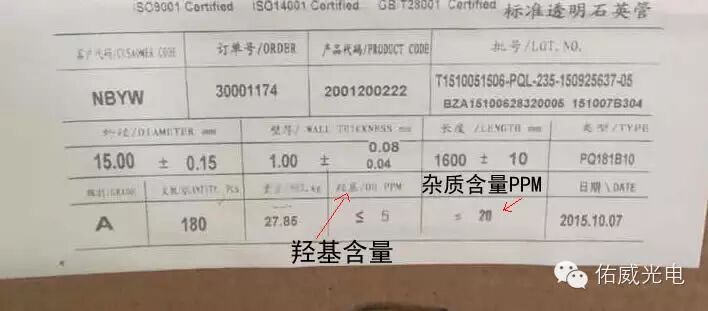 ISO9001 Certified ISO14001 Certified GB/T28001 Certified 标准透明石英管
客户代码/CUSAOMER CODE 订单号/ORDER 产品代码/PRODUCT CODE 批号/LOT.NO.
NBYW 30001174 2001200222 T1510051506-PQL-235-150925637-05
BZA15100628320005 151007B304
外径/DIAMETER mm 壁厚/WALL THICKNESS mm 长度/LENGTH mm 类型/TYPE
15.00 ± 0.15 1.00 ± 0.08 0.04 1600 ± 10 PQ181B10
级别/GRADE 支数/QUANTITY, PCS kg 羟基/OH PPM 杂质含量PPM 日期\DATE
A 180 27.85 ≤ 5 ≤ 20 2015.10.07
羟基含量
佑威光电